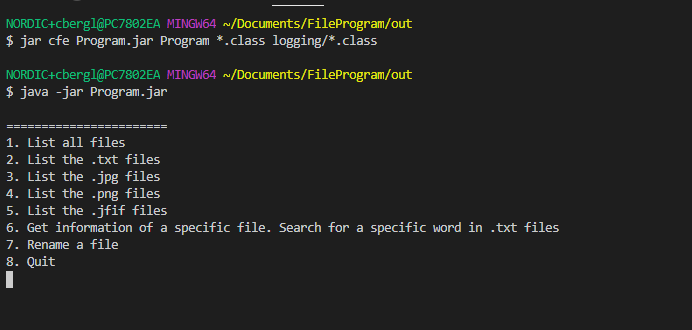 NORDIC+cbergl@PC7802EA MINGW64 ~/Documents/FileProgram/out
$ jar cfe Program.jar Program *.class logging/*.class
NORDIC+cbergl@PC7802EA MINGW64 ~/Documents/FileProgram/out
$ java -jar Program.jar
=======================
1. List all files
2. List the .txt files
3. List the .jpg files
4. List the .png files
5. List the .jfif files
6. Get information of a specific file. Search for a specific word in .txt files
7. Rename a file
8. Quit